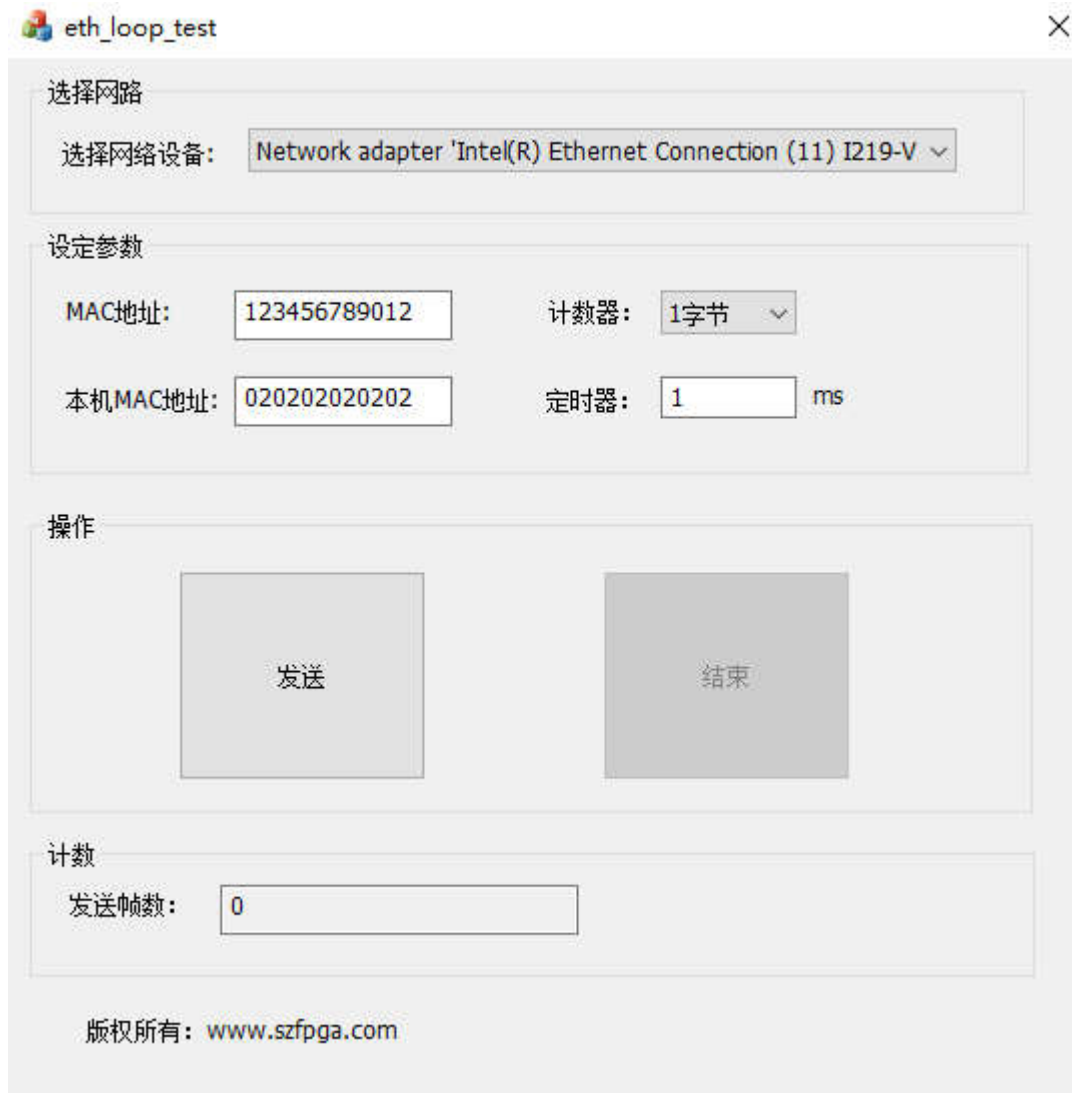 eth_loop_test
选择网路
选择网络设备: Network adapter 'Intel(R) Ethernet Connection (11) I219-V
设定参数
MAC地址: 123456789012 计数器: 1字节
本机MAC地址: 020202020202 定时器: 1 ms
操作
发送 结束
计数
发送帧数: 0
版权所有: www.szfpga.com